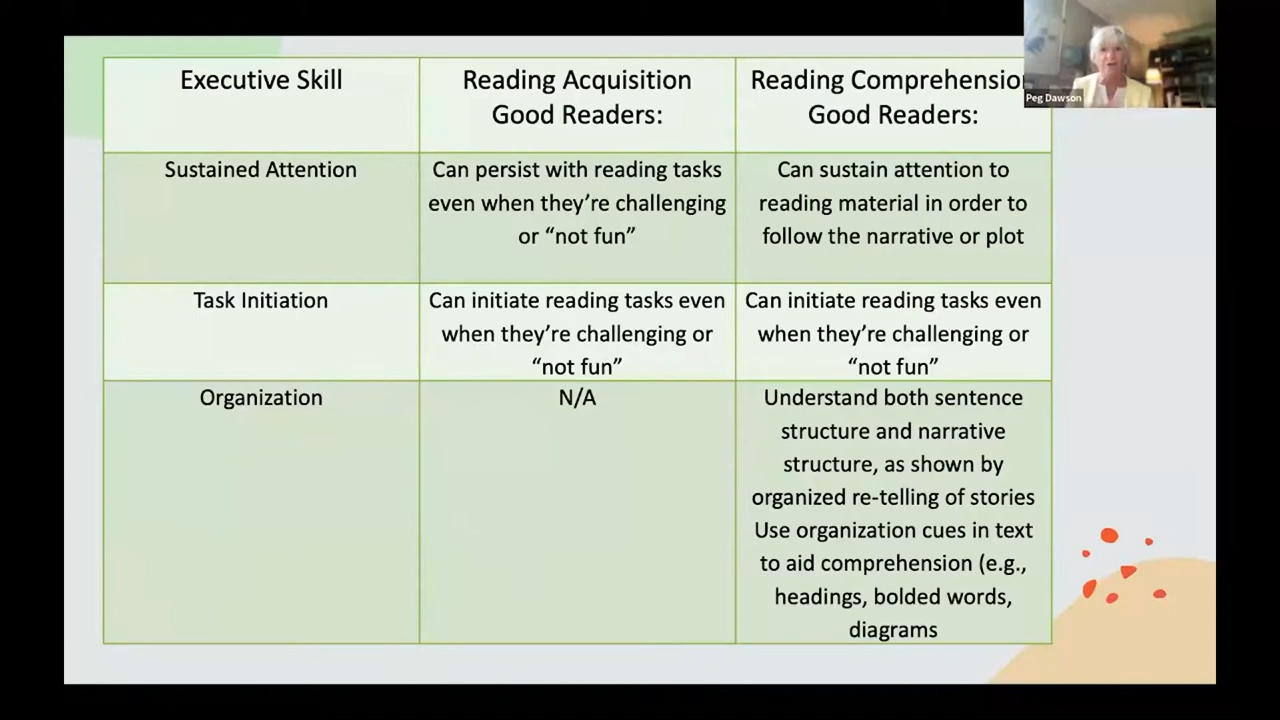 Executive Skill
Reading Acquisition
Good Readers:
Reading Comprehensio
Good Readers:
Peg Dawson
Sustained Attention
Can persist with reading tasks
even when they’re challenging
or “not fun”
Can sustain attention to
reading material in order to
follow the narrative or plot
Task Initiation
Can initiate reading tasks even
when they’re challenging or
“not fun”
Can initiate reading tasks even
when they’re challenging or
“not fun”
Organization
N/A
Understand both sentence
structure and narrative
structure, as shown by
organized re-telling of stories
Use organization cues in text
to aid comprehension (e.g.,
headings, bolded words,
diagrams